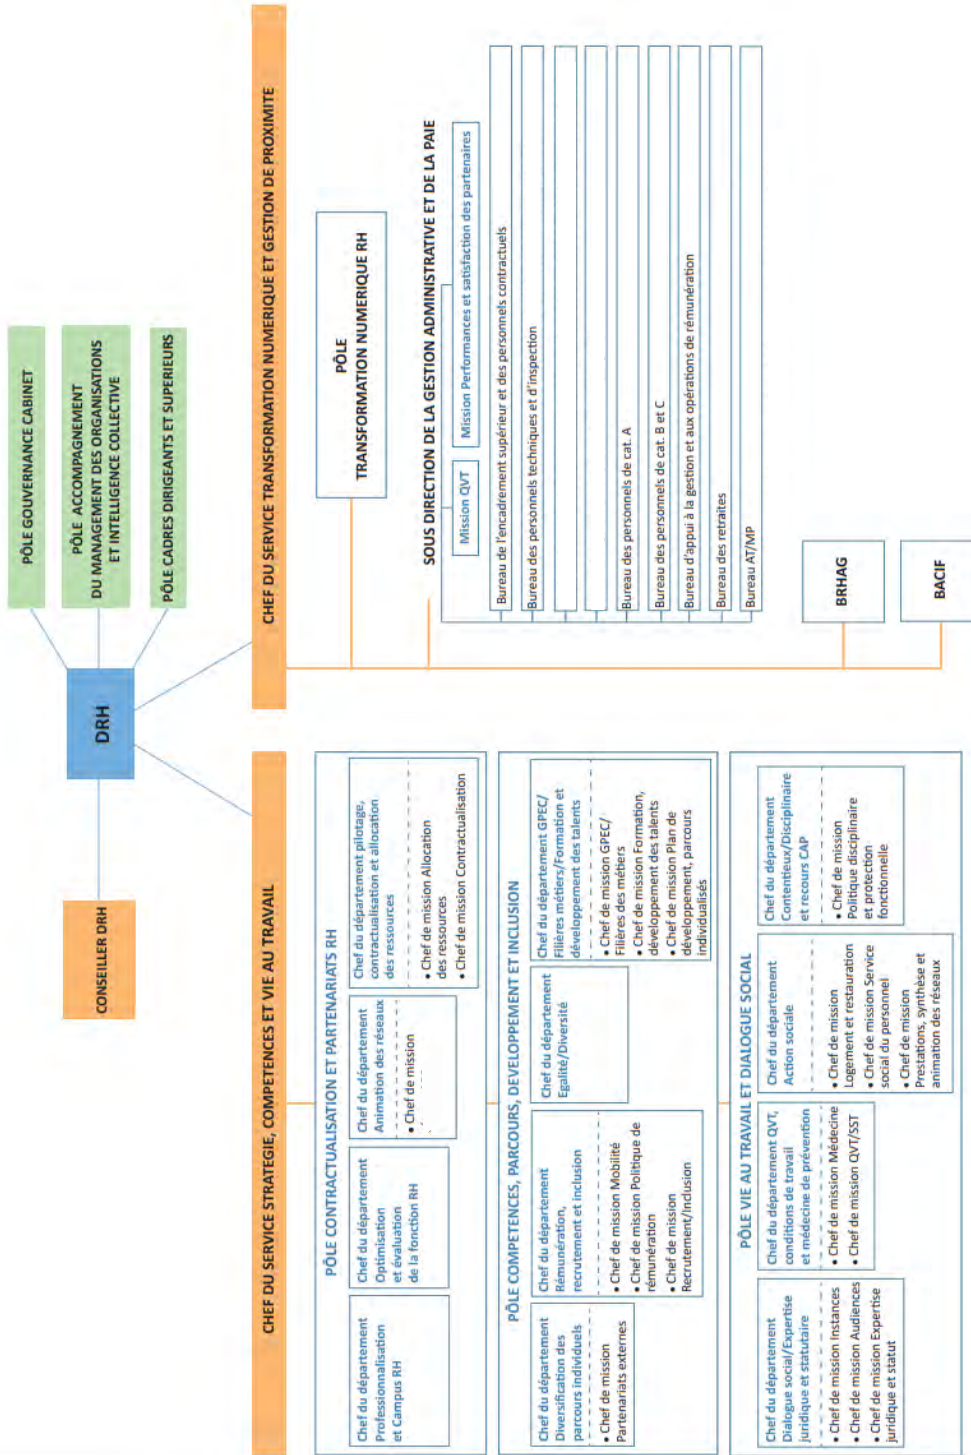 PÔLE GOUVERNANCE CABINET
PÔLE ACCOMPAGNEMENT
DU MANAGEMENT DES ORGANISATIONS
ET INTELLIGENCE COLLECTIVE
PÔLE CADRES DIRIGEANTS ET SUPERIEURS
DRH
CONSEILLER DRH
CHEF DU SERVICE STRATEGIE, COMPETENCES ET VIE AU TRAVAIL
PÔLE CONTRACTUALISATION ET PARTENARIATS RH
Chef du département
Professionnalisation
et Campus RH
Chef du département
Optimisation
et évaluation
de la fonction RH
Chef du département
Animation des réseaux
• Chef de mission
Chef du département pilotage,
contractualisation et allocation
des ressources
• Chef de mission Allocation
des ressources
• Chef de mission Contractualisation
PÔLE COMPETENCES, PARCOURS, DEVELOPPEMENT ET INCLUSION
Chef du département
Diversification des
parcours individuels
• Chef de mission
Partenariats externes
Chef du département
Rémunération,
recrutement et inclusion
• Chef de mission Mobilité
• Chef de mission Politique de
rémunération
• Chef de mission
Recrutement/Inclusion
Chef du département
Egalité/Diversité
Chef du département GPEC/
Filières métiers/Formation et
développement des talents
• Chef de mission GPEC/
Filières des métiers
• Chef de mission Formation,
développement des talents
• Chef de mission Plan de
développement, parcours
individualisés
PÔLE VIE AU TRAVAIL ET DIALOGUE SOCIAL
Chef du département
Dialogue social/Expertise
juridique et statutaire
• Chef de mission Instances
• Chef de mission Audiences
• Chef de mission Expertise
juridique et statut
Chef du département QVT,
conditions de travail
et médecine de prévention
• Chef de mission Médecine
• Chef de mission QVT/SST
Chef du département
Action sociale
• Chef de mission
Logement et restauration
• Chef de mission Service
social du personnel
• Chef de mission
Prestations, synthèse et
animation des réseaux
Chef du département
Contentieux/Disciplinaire
et recours CAP
• Chef de mission
Politique disciplinaire
et protection
fonctionnelle
CHEF DU SERVICE TRANSFORMATION NUMERIQUE ET GESTION DE PROXIMITE
PÔLE
TRANSFORMATION NUMERIQUE RH
SOUS DIRECTION DE LA GESTION ADMINISTRATIVE ET DE LA PAIE
Mission QVT
Mission Performances et satisfaction des partenaires
Bureau de l'encadrement supérieur et des personnels contractuels
Bureau des personnels techniques et d'inspection
Bureau des personnels de cat. A
Bureau des personnels de cat. B et C
Bureau d'appui à la gestion et aux opérations de rémunération
Bureau des retraites
Bureau AT/MP
BRHAG
BACIF